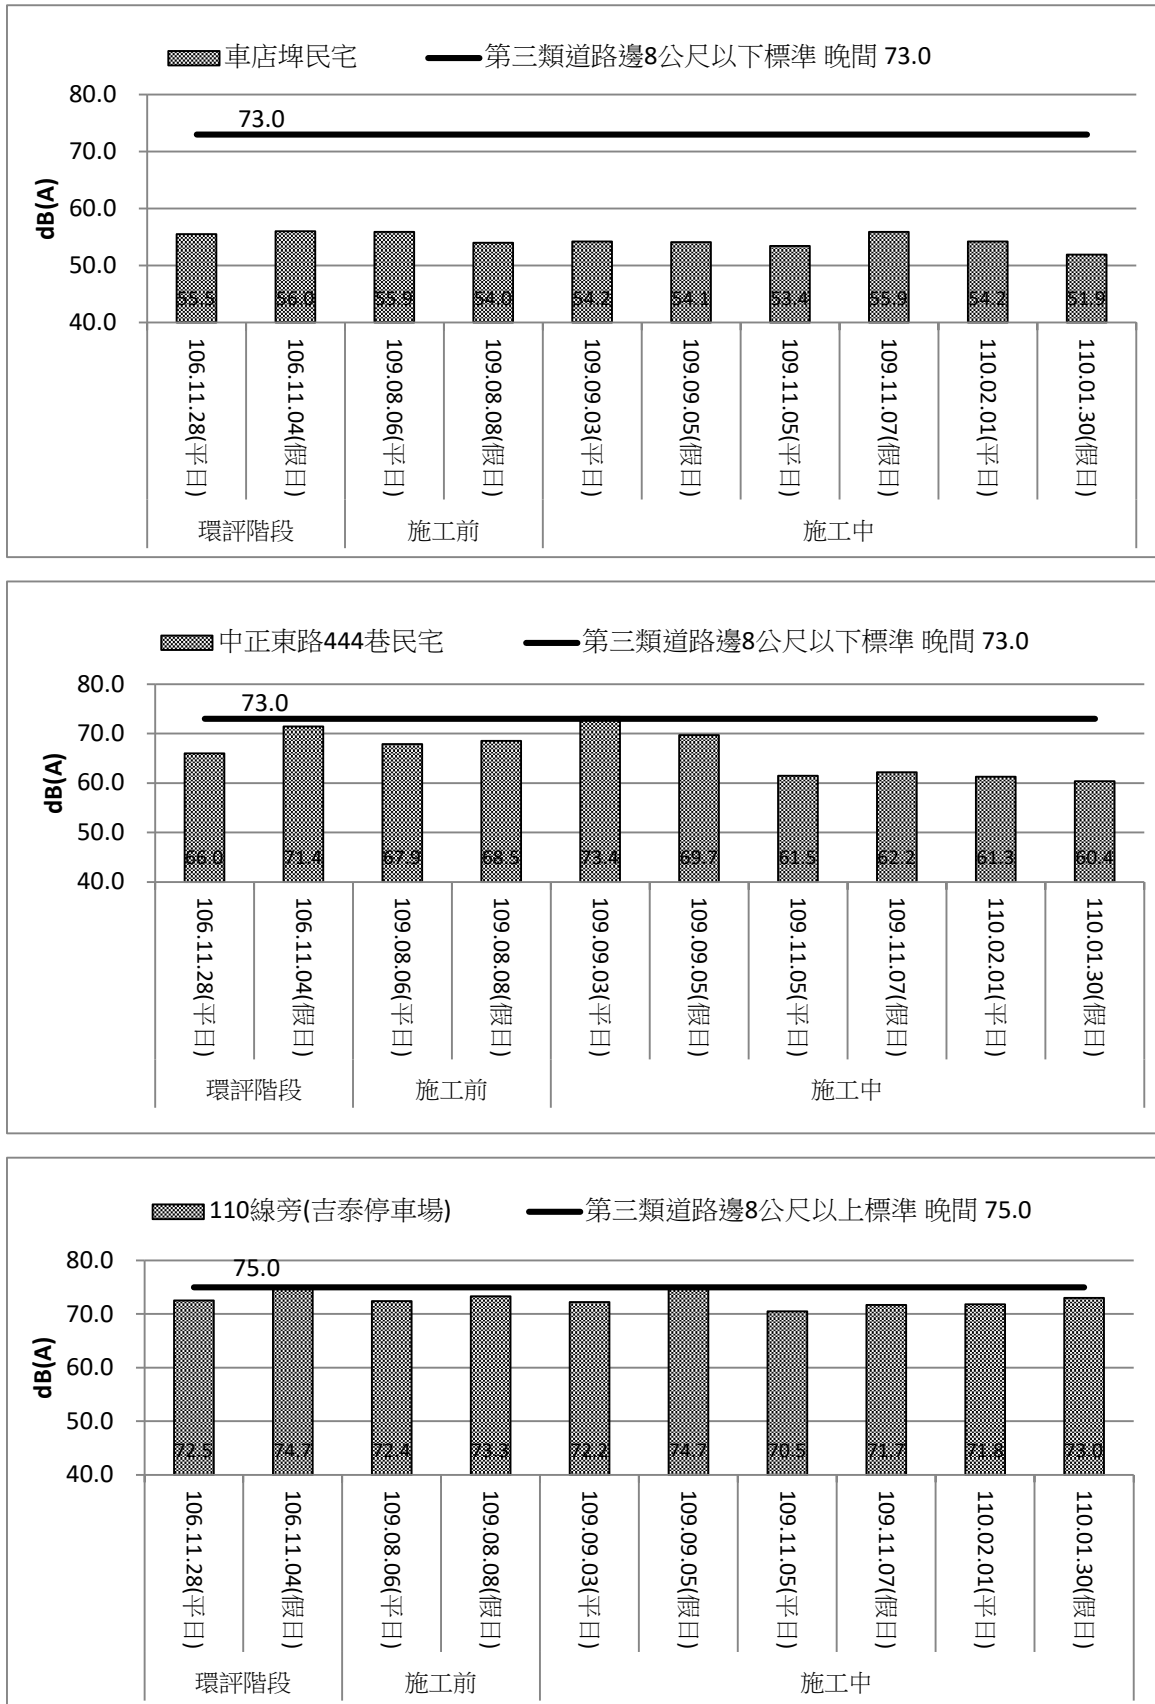 車店埤民宅 第三類道路邊8公尺以下標準 晚間 73.0
80.0
73.0
70.0
60.0
50.0
40.0
dB(A)
55.5 56.0 55.9 54.0 54.2 54.1 53.4 55.9 54.2 51.9
106.11.28(平日) 106.11.04(假日) 109.08.06(平日) 109.08.08(假日) 109.09.03(平日) 109.09.05(假日) 109.11.05(平日) 109.11.07(假日) 110.02.01(平日) 110.01.30(假日)
環評階段 施工前 施工中
中正東路444巷民宅 第三類道路邊8公尺以下標準 晚間 73.0
80.0
73.0
70.0
60.0
50.0
40.0
dB(A)
66.0 71.4 67.9 68.5 73.4 69.7 61.5 62.2 61.3 60.4
106.11.28(平日) 106.11.04(假日) 109.08.06(平日) 109.08.08(假日) 109.09.03(平日) 109.09.05(假日) 109.11.05(平日) 109.11.07(假日) 110.02.01(平日) 110.01.30(假日)
環評階段 施工前 施工中
110線旁(吉泰停車場) 第三類道路邊8公尺以上標準 晚間 75.0
80.0
75.0
70.0
60.0
50.0
40.0
dB(A)
72.5 74.7 72.4 73.3 72.2 74.7 70.5 71.7 71.8 73.0
106.11.28(平日) 106.11.04(假日) 109.08.06(平日) 109.08.08(假日) 109.09.03(平日) 109.09.05(假日) 109.11.05(平日) 109.11.07(假日) 110.02.01(平日) 110.01.30(假日)
環評階段 施工前 施工中